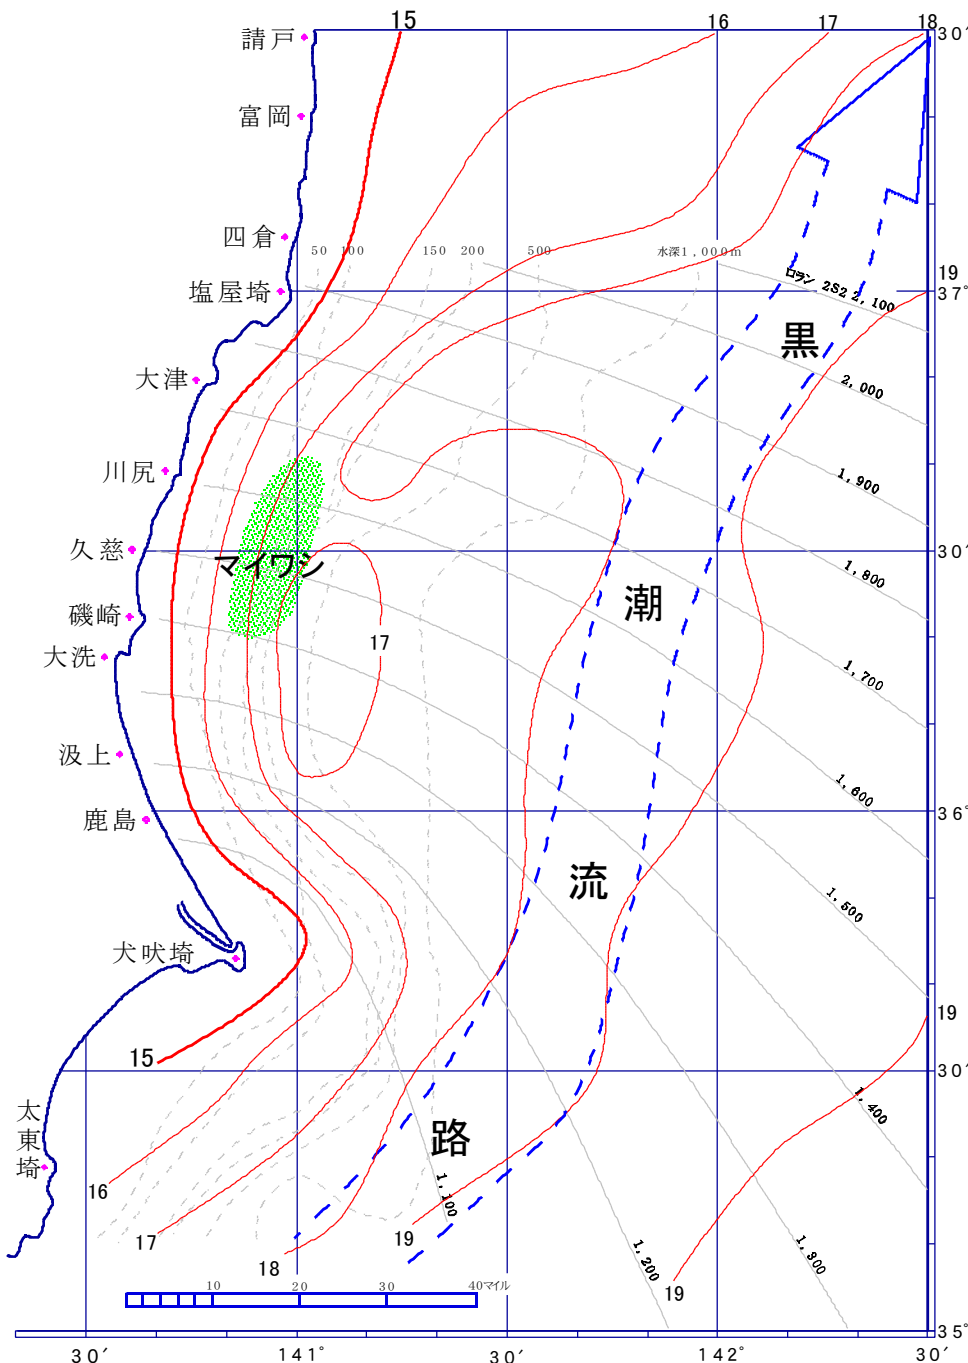 15
16
17
18
30′
請戸
富岡
四倉
50
100
150
200
500
水深1,000m
塩屋埼
ロラン 2S2 2,100
19
37°
黒
大津
2,000
川尻
1,900
久慈
マイワシ
30′
1,800
潮
磯崎
17
大洗
1,700
汲上
1,600
鹿島
36°
流
1,500
犬吠埼
19
15
30′
1,400
太東埼
路
16
1,100
17
19
18
1,200
1,300
19
10
20
30
40マイル
35°
30′
141°
30′
142°
30′